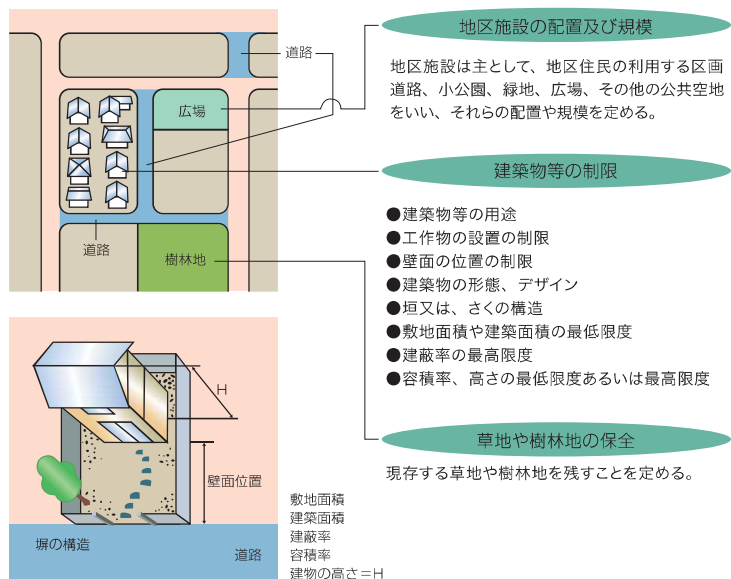 道路
広場
道路
樹林地
地区施設の配置及び規模
地区施設は主として、地区住民の利用する区画
道路、小公園、緑地、広場、その他の公共空地
をいい、それらの配置や規模を定める。
建築物等の制限
●建築物等の用途
●工作物の設置の制限
●壁面の位置の制限
●建築物の形態、デザイン
●垣又は、さくの構造
●敷地面積や建築面積の最低限度
●建蔽率の最高限度
●容積率、高さの最低限度あるいは最高限度
草地や樹林地の保全
現存する草地や樹林地を残すことを定める。
H
壁面位置
塀の構造
道路
敷地面積
建築面積
建蔽率
容積率
建物の高さ＝H